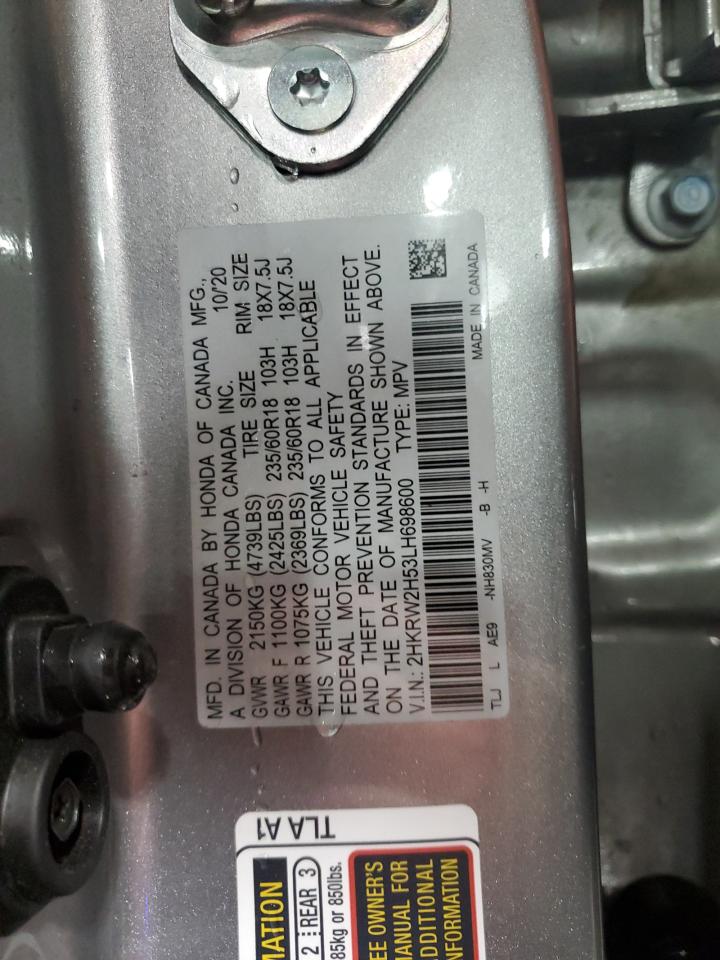 MFD. IN CANADA BY HONDA OF CANADA MFG.,
A DIVISION OF HONDA CANADA INC. 10/'20
GVWR 2150KG (4739LBS) TIRE SIZE RIM SIZE
GAWR F 1100KG (2425LBS) 235/60R18 103H 18X7.5J
GAWR R 1075KG (2369LBS) 235/60R18 103H 18X7.5J
THIS VEHICLE CONFORMS TO ALL APPLICABLE
FEDERAL MOTOR VEHICLE SAFETY
AND THEFT PREVENTION STANDARDS IN EFFECT
ON THE DATE OF MANUFACTURE SHOWN ABOVE.
V.I.N.: 2HKRW2H53LH698600 TYPE: MPV
TLJ L AE9 -NH830MV -B -H MADE IN CANADA
TLA A1
MATION
2 REAR 3
85kg or 850lbs.
EE OWNER'S
MANUAL FOR
ADDITIONAL
NFORMATION